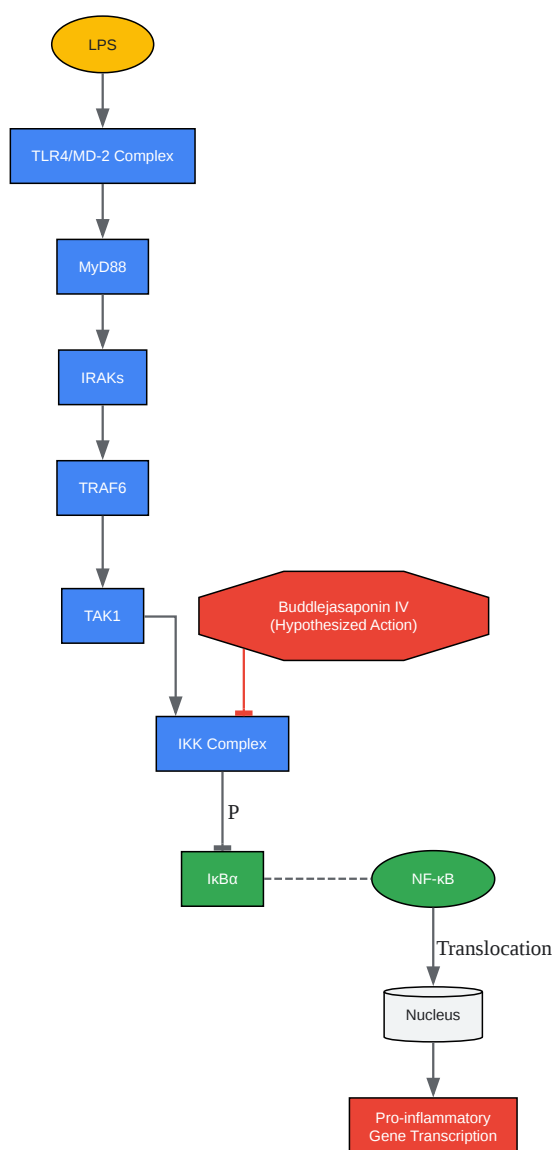 LPS
TLR4/MD-2 Complex
MyD88
IRAKs
TRAF6
TAK1
Buddlejasaponin IV
(Hypothesized Action)
IKK Complex
P
IκBα
NF-κB
Translocation
Nucleus
Pro-inflammatory
Gene Transcription